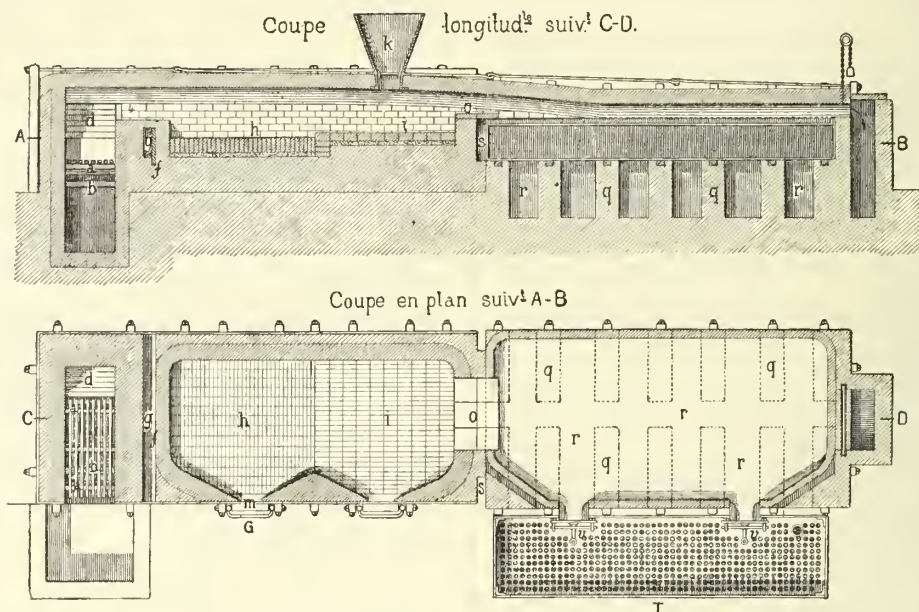 Coupe longitud.le suiv.t C-D.
k
d o
A h i B
g s
a f
b r q q r
Coupe en plan suiv.t A-B
d q q
a
C g h i o r D
b r
q r
a s
m
G u v
T